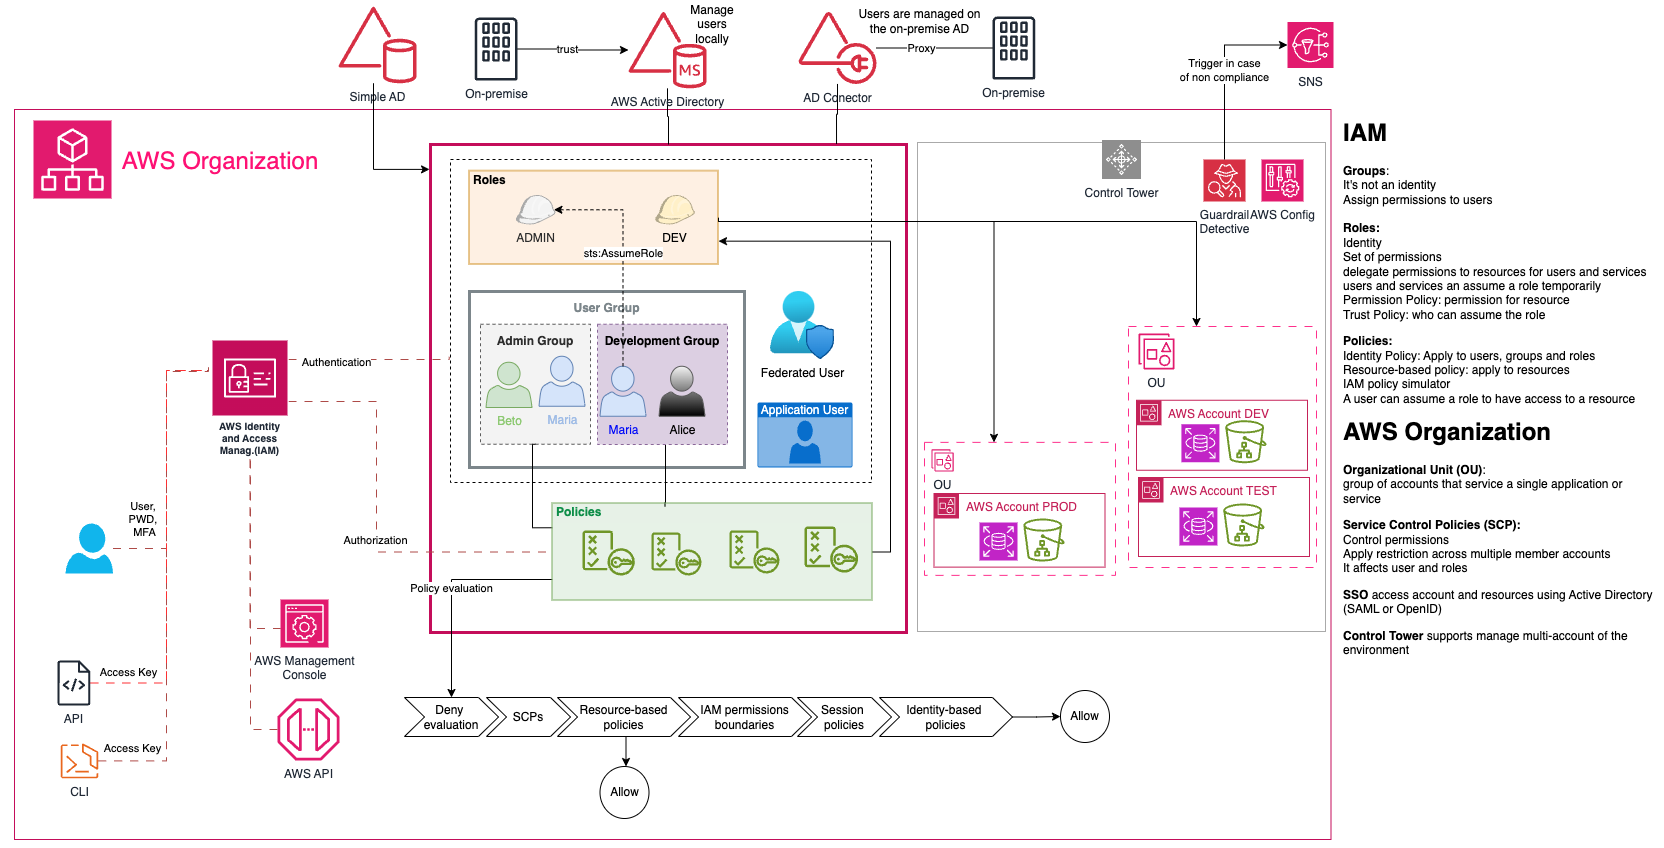 Manage
users
locally
Users are managed on
the on-premise AD
trust
Proxy
MS
Simple AD
On-premise
AWS Active Directory
AD Conector
On-premise
Trigger in case
of non compliance
SNS
AWS Organization
Control Tower
Guardrail
Detective
AWS Config
Roles
ADMIN
DEV
sts:AssumeRole
User Group
Admin Group
Development Group
Beto
Maria
Maria
Alice
Federated User
Application User
Policies
Authentication
Authorization
Policy evaluation
AWS Identity
and Access
Manag.(IAM)
User,
PWD,
MFA
AWS Management
Console
AWS API
Access Key
API
Access Key
CLI
OU
AWS Account DEV
AWS Account TEST
OU
AWS Account PROD
Deny
evaluation
SCPs
Resource-based
policies
IAM permissions
boundaries
Session
policies
Identity-based
policies
Allow
Allow
IAM
Groups:
It's not an identity
Assign permissions to users
Roles:
Identity
Set of permissions
delegate permissions to resources for users and services
users and services an assume a role temporarily
Permission Policy: permission for resource
Trust Policy: who can assume the role
Policies:
Identity Policy: Apply to users, groups and roles
Resource-based policy: apply to resources
IAM policy simulator
A user can assume a role to have access to a resource
AWS Organization
Organizational Unit (OU):
group of accounts that service a single application or
service
Service Control Policies (SCP):
Control permissions
Apply restriction across multiple member accounts
It affects user and roles
SSO access account and resources using Active Directory
(SAML or OpenID)
Control Tower supports manage multi-account of the
environment